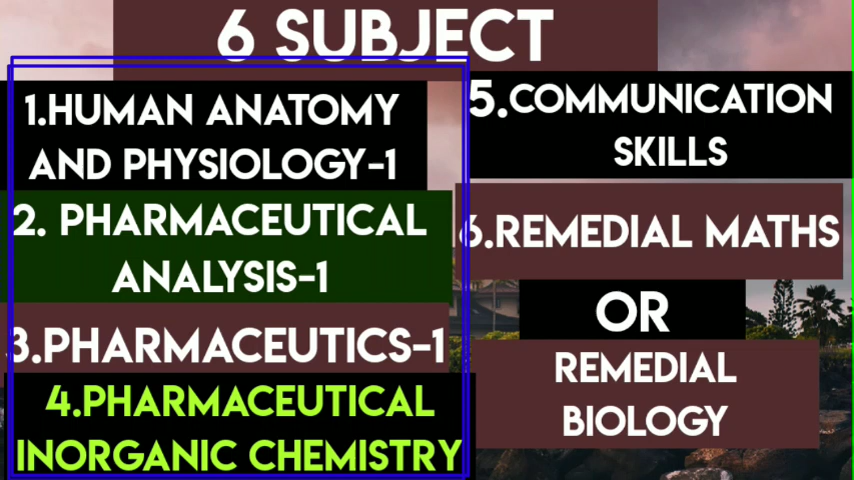 6 SUBJECT
1.HUMAN ANATOMY
AND PHYSIOLOGY-1
2. PHARMACEUTICAL
ANALYSIS-1
3.PHARMACEUTICS-1
4.PHARMACEUTICAL
INORGANIC CHEMISTRY
5.COMMUNICATION
SKILLS
6.REMEDIAL MATHS
OR
REMEDIAL
BIOLOGY